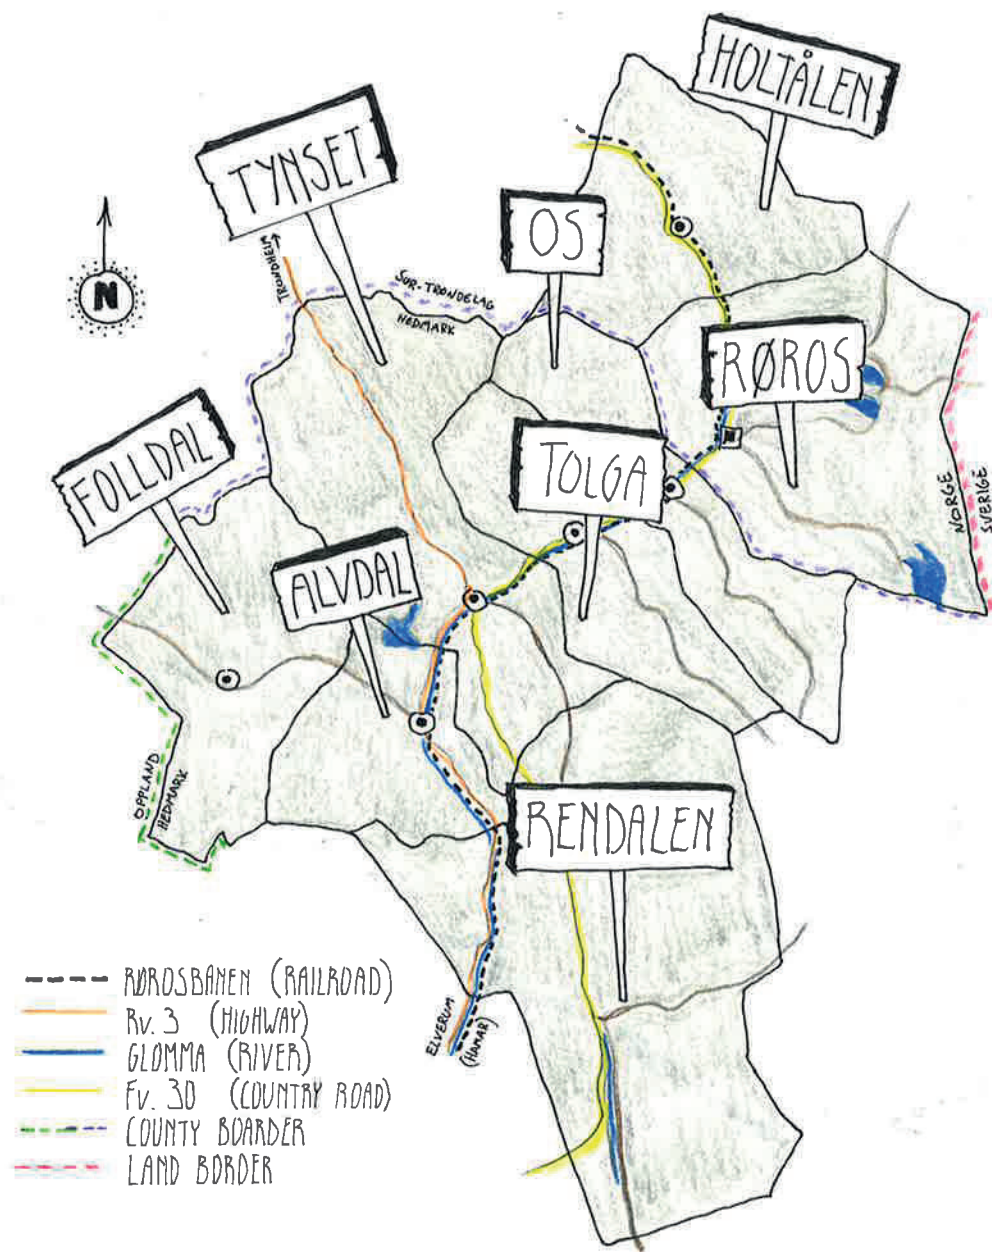 HOLTÅLEN
TYNSET
OS
TRONDHEIM
N
SØR-TRØNDELAG
HEDMARK
RØROS
FOLLDAL
TOLGA
NORGE
SVERIGE
ALVDAL
OPPLAND
HEDMARK
RENDALEN
RØROSBANEN (RAILROAD)
RV. 3 (HIGHWAY)
GLOMMA (RIVER)
FV. 30 (COUNTRY ROAD)
COUNTY BOARDER
LAND BORDER
ELVERUM
(HAMAR)